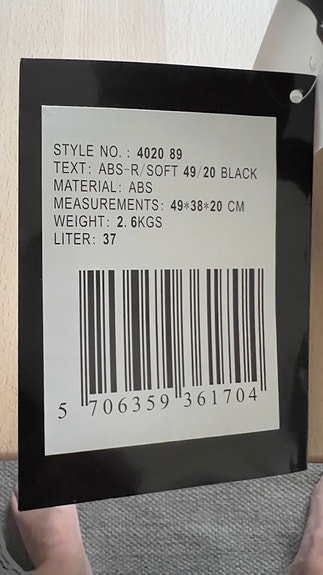 STYLE NO.: 4020 89
TEXT: ABS-R/SOFT 49/20 BLACK
MATERIAL: ABS
MEASUREMENTS: 49*38*20 CM
WEIGHT: 2.6KGS
LITER: 37
5 706359 361704